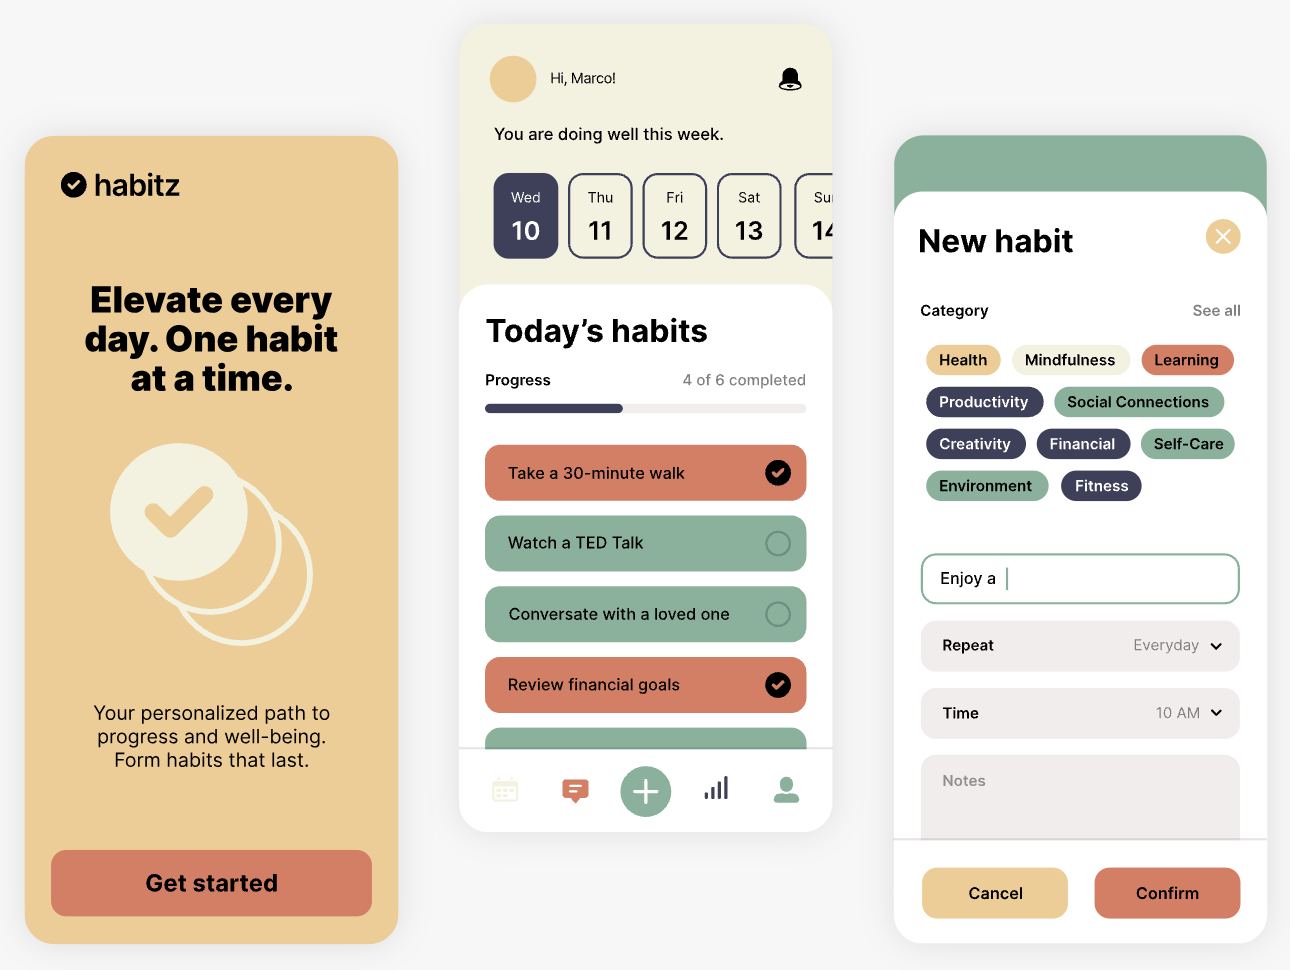 habitz
Elevate every
day. One habit
at a time.
Your personalized path to
progress and well-being.
Form habits that last.
Get started
Hi, Marco!
You are doing well this week.
Wed Thu Fri Sat Su
10 11 12 13 14
Today’s habits
Progress 4 of 6 completed
Take a 30-minute walk
Watch a TED Talk
Conversate with a loved one
Review financial goals
New habit
Category See all
Health Mindfulness Learning
Productivity Social Connections
Creativity Financial Self-Care
Environment Fitness
Enjoy a
Repeat Everyday
Time 10 AM
Notes
Cancel Confirm